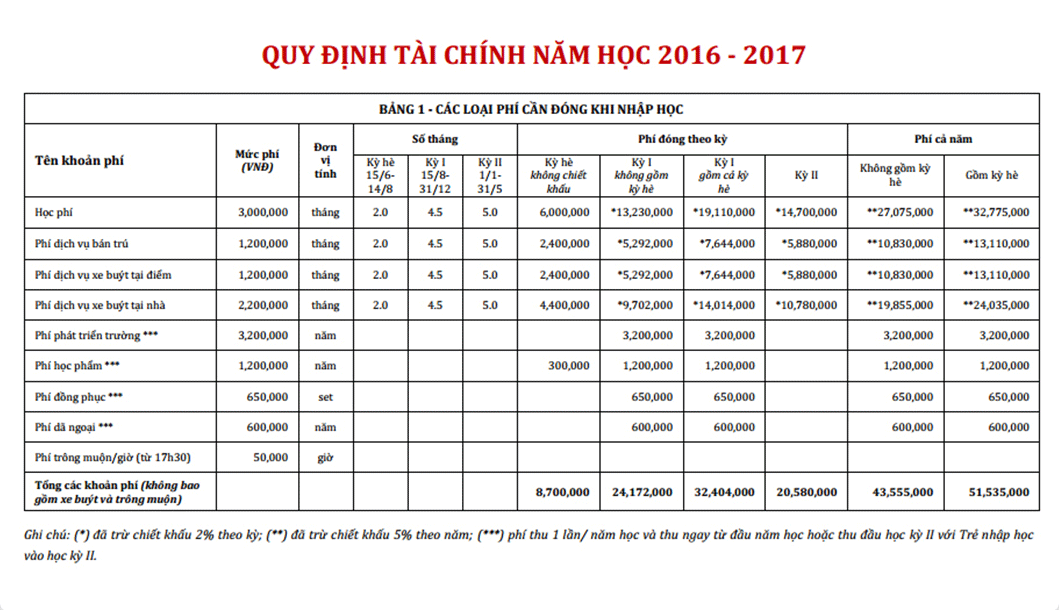 QUY ĐỊNH TÀI CHÍNH NĂM HỌC 2016 - 2017
BẢNG 1 - CÁC LOẠI PHÍ CẦN ĐÓNG KHI NHẬP HỌC
Tên khoản phí
Mức phí
(VNĐ)
Đơn
vị
tính
Số tháng
Phí đóng theo kỳ
Phí cả năm
Kỳ hè
15/6-
14/8
Kỳ I
15/8-
31/12
Kỳ II
1/1-
31/5
Kỳ hè
không chiết
khấu
Kỳ I
không gồm
kỳ hè
Kỳ I
gồm cả kỳ
hè
Kỳ II
Không gồm kỳ
hè
Gồm kỳ hè
Học phí 3,000,000 tháng 2.0 4.5 5.0 6,000,000 *13,230,000 *19,110,000 *14,700,000 **27,075,000 **32,775,000
Phí dịch vụ bán trú 1,200,000 tháng 2.0 4.5 5.0 2,400,000 *5,292,000 *7,644,000 *5,880,000 **10,830,000 **13,110,000
Phí dịch vụ xe buýt tại điểm 1,200,000 tháng 2.0 4.5 5.0 2,400,000 *5,292,000 *7,644,000 *5,880,000 **10,830,000 **13,110,000
Phí dịch vụ xe buýt tại nhà 2,200,000 tháng 2.0 4.5 5.0 4,400,000 *9,702,000 *14,014,000 *10,780,000 **19,855,000 **24,035,000
Phí phát triển trường *** 3,200,000 năm 3,200,000 3,200,000 3,200,000 3,200,000
Phí học phẩm *** 1,200,000 năm 300,000 1,200,000 1,200,000 1,200,000 1,200,000
Phí đồng phục *** 650,000 set 650,000 650,000 650,000 650,000
Phí dã ngoại *** 600,000 năm 600,000 600,000 600,000 600,000
Phí trông muộn/giờ (từ 17h30) 50,000 giờ
Tổng các khoản phí (không bao
gồm xe buýt và trông muộn) 8,700,000 24,172,000 32,404,000 20,580,000 43,555,000 51,535,000
Ghi chú: (*) đã trừ chiết khấu 2% theo kỳ; (**) đã trừ chiết khấu 5% theo năm; (***) phí thu 1 lần/ năm học và thu ngay từ đầu năm học hoặc thu đầu học kỳ II với Trẻ nhập học
vào học kỳ II.